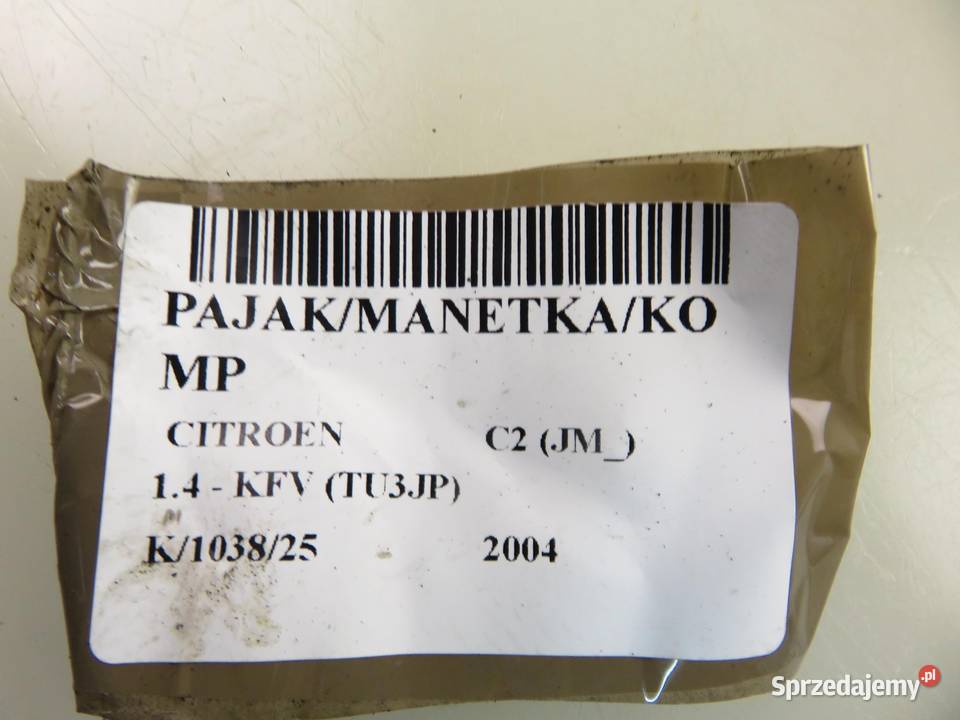 PAJAK/MANETKA/KO
MP
CITROEN C2 (JM_)
1.4 - KFV (TU3JP)
K/1038/25 2004
Sprzedajemy.pl